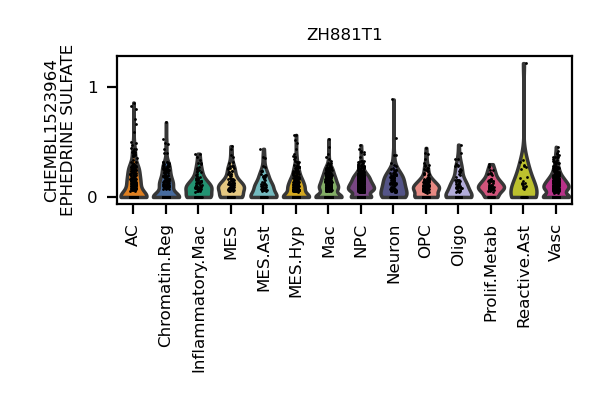 ZH881T1
CHEMBL1523964
EPHEDRINE SULFATE
1
0
AC
Chromatin.Reg
Inflammatory.Mac
MES
MES.Ast
MES.Hyp
Mac
NPC
Neuron
OPC
Oligo
Prolif.Metab
Reactive.Ast
Vasc